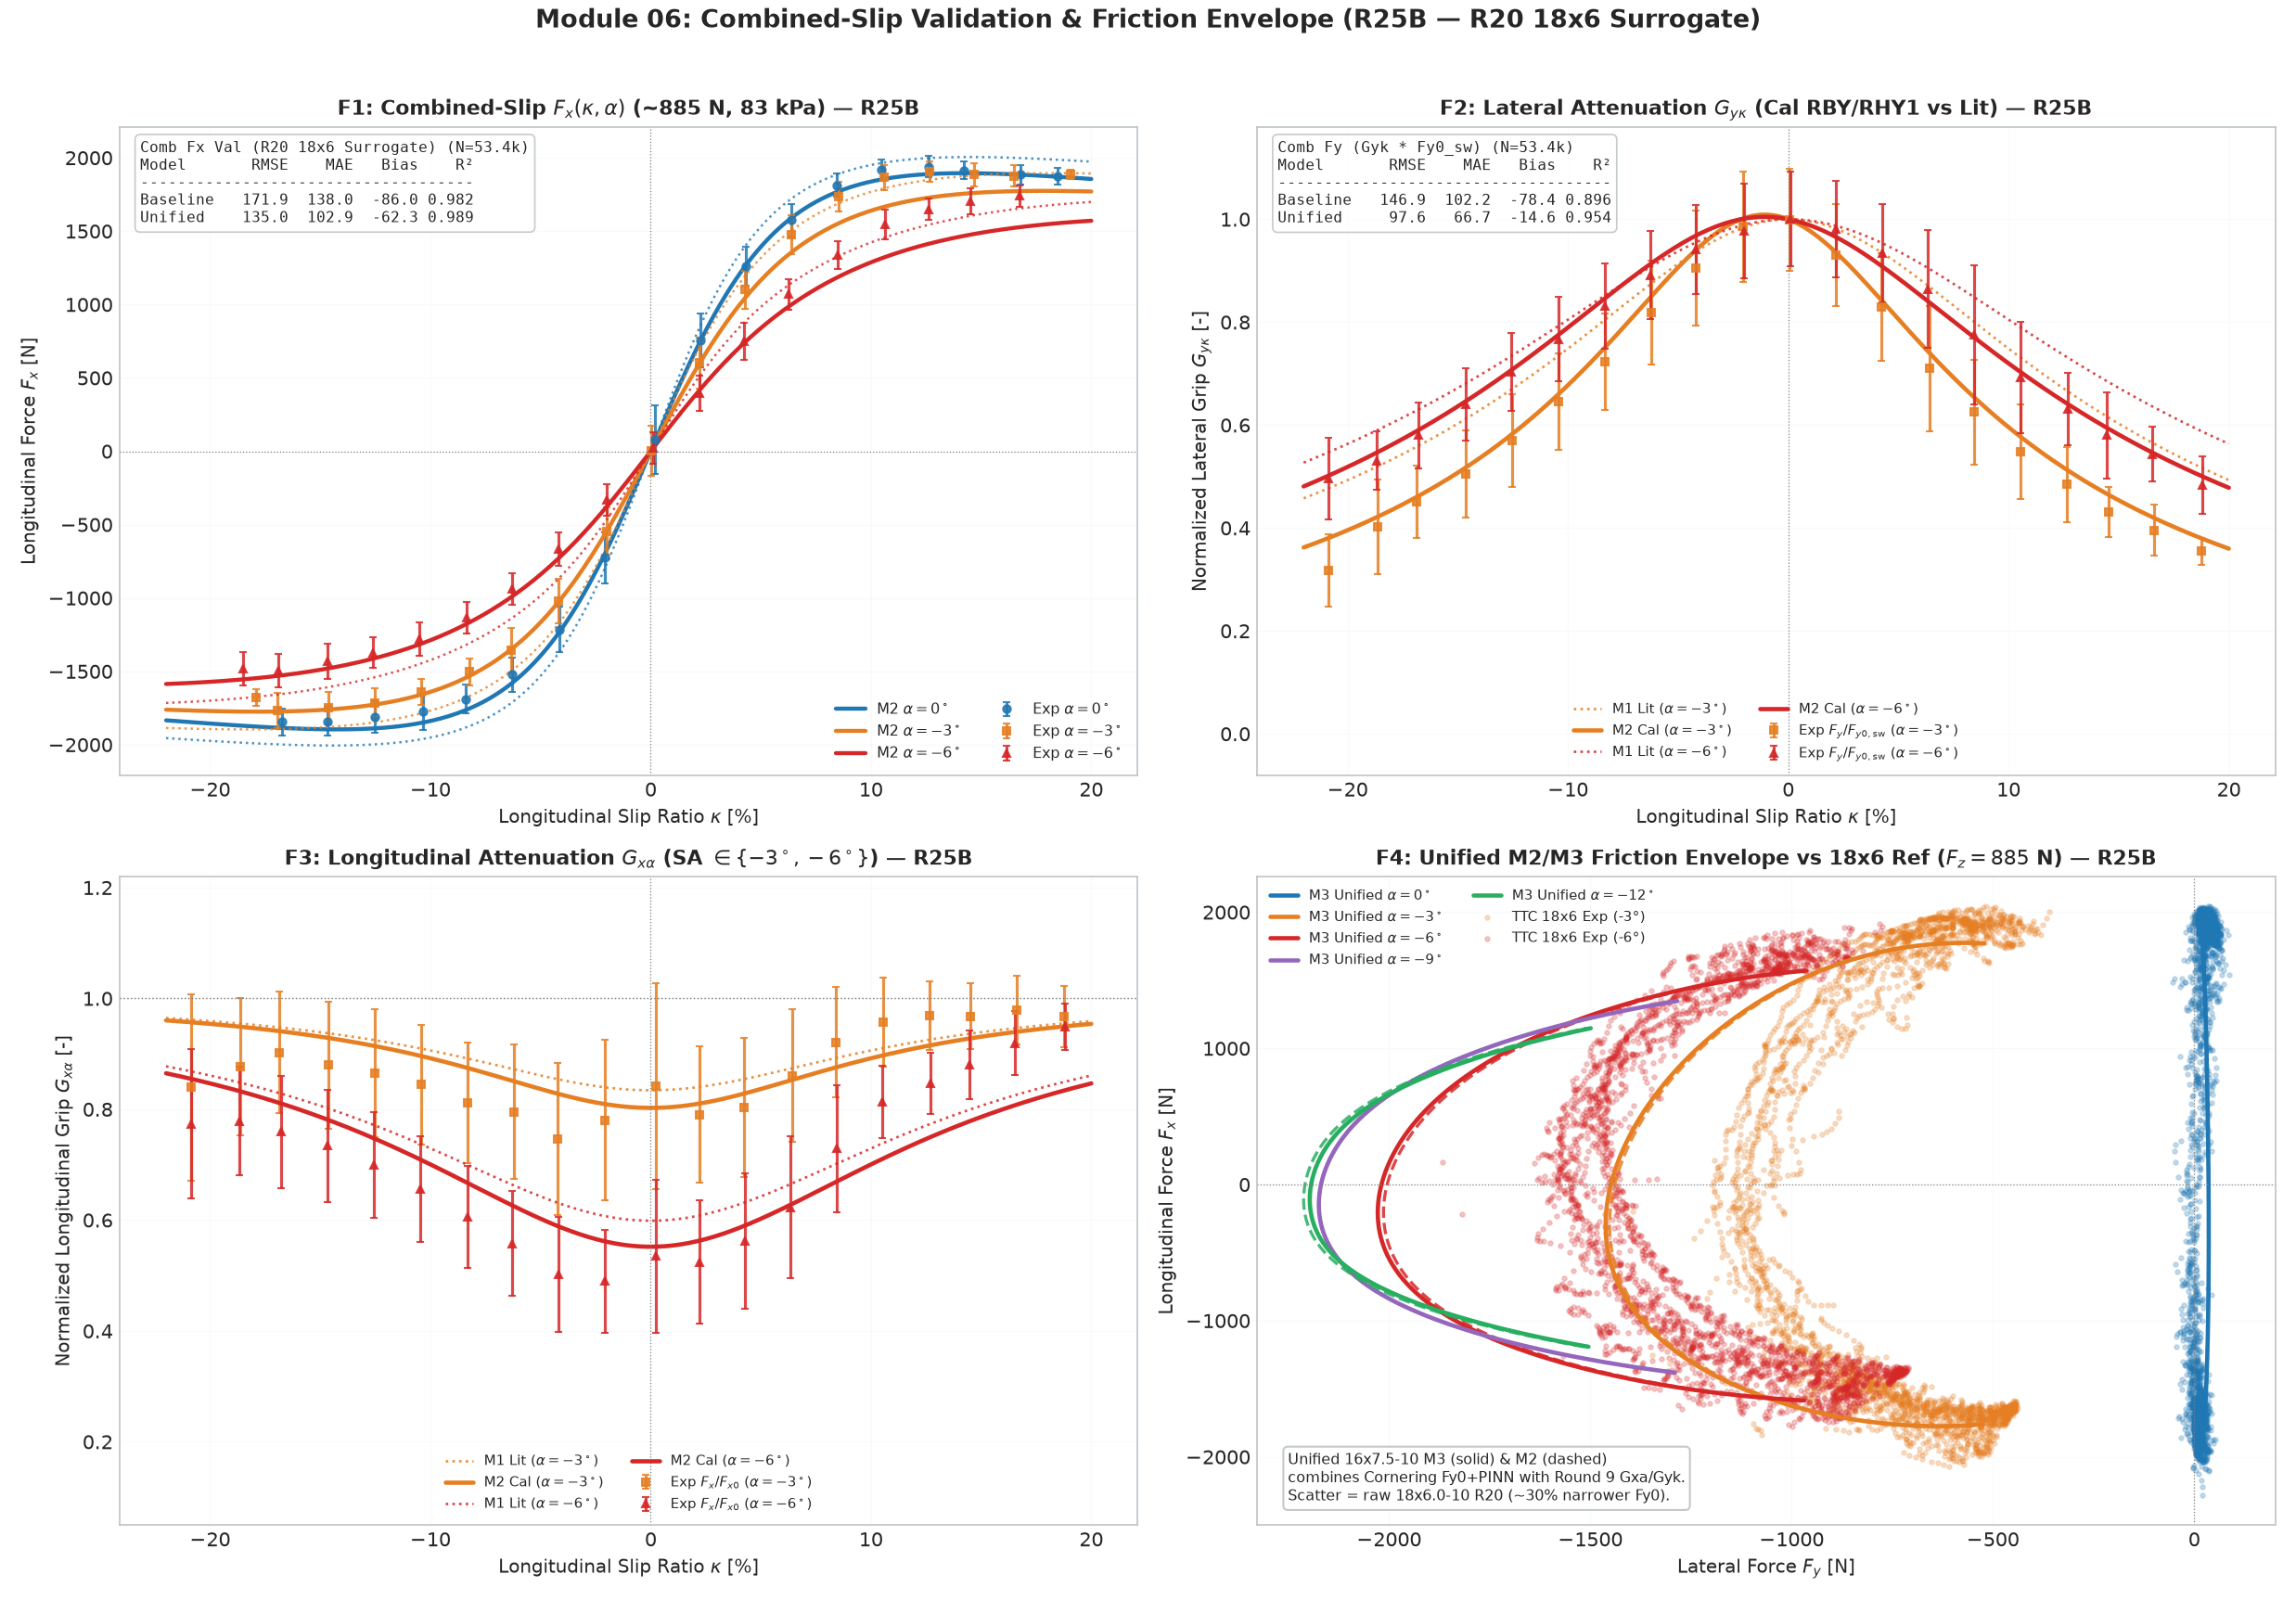 Module 06: Combined-Slip Validation & Friction Envelope (R25B — R20 18x6 Surrogate)
F1: Combined-Slip Fx(κ, α) (~885 N, 83 kPa) — R25B
Comb Fx Val (R20 18x6 Surrogate) (N=53.4k)
Model RMSE MAE Bias R²
------------------------------------
Baseline 171.9 138.0 -86.0 0.982
Unified 135.0 102.9 -62.3 0.989
2000
1500
1000
500
0
−500
−1000
−1500
−2000
Longitudinal Force Fx [N]
M2 α = 0°
M2 α = −3°
M2 α = −6°
Exp α = 0°
Exp α = −3°
Exp α = −6°
−20 −10 0 10 20
Longitudinal Slip Ratio κ [%]
F2: Lateral Attenuation Gyκ (Cal RBY/RHY1 vs Lit) — R25B
Comb Fy (Gyk * Fy0_sw) (N=53.4k)
Model RMSE MAE Bias R²
------------------------------------
Baseline 146.9 102.2 -78.4 0.896
Unified 97.6 66.7 -14.6 0.954
1.0
0.8
0.6
0.4
0.2
0.0
Normalized Lateral Grip Gyκ [-]
M1 Lit (α = −3°)
M2 Cal (α = −3°)
M1 Lit (α = −6°)
M2 Cal (α = −6°)
Exp Fy/Fy0,sw (α = −3°)
Exp Fy/Fy0,sw (α = −6°)
−20 −10 0 10 20
Longitudinal Slip Ratio κ [%]
F3: Longitudinal Attenuation Gxα (SA ∈ {−3°, −6°}) — R25B
1.2
1.0
0.8
0.6
0.4
0.2
Normalized Longitudinal Grip Gxα [-]
M1 Lit (α = −3°)
M2 Cal (α = −3°)
M1 Lit (α = −6°)
M2 Cal (α = −6°)
Exp Fx/Fx0 (α = −3°)
Exp Fx/Fx0 (α = −6°)
−20 −10 0 10 20
Longitudinal Slip Ratio κ [%]
F4: Unified M2/M3 Friction Envelope vs 18x6 Ref (Fz = 885 N) — R25B
M3 Unified α = 0°
M3 Unified α = −3°
M3 Unified α = −6°
M3 Unified α = −9°
M3 Unified α = −12°
TTC 18x6 Exp (-3°)
TTC 18x6 Exp (-6°)
2000
1000
0
−1000
−2000
Longitudinal Force Fx [N]
Unified 16x7.5-10 M3 (solid) & M2 (dashed)
combines Cornering Fy0+PINN with Round 9 Gxa/Gyk.
Scatter = raw 18x6.0-10 R20 (~30% narrower Fy0).
−2000 −1500 −1000 −500 0
Lateral Force Fy [N]